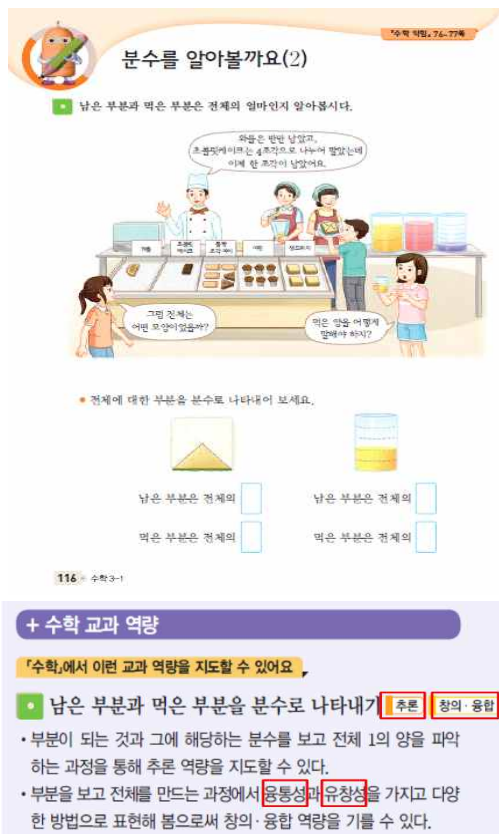 『수학 익힘』 76~77쪽
분수를 알아볼까요(2)
남은 부분과 먹은 부분은 전체의 얼마인지 알아봅시다.
와플은 반만 남았고,
초콜릿케이크는 4조각으로 나누어 팔았는데
이제 한 조각이 남았어요.
와플
초콜릿
케이크
조각 파이
샌드위치
그럼 전체는
어떤 모양이었을까?
먹은 양을 어떻게
말해야 하지?
전체에 대한 부분을 분수로 나타내어 보세요.
남은 부분은 전체의
남은 부분은 전체의
먹은 부분은 전체의
먹은 부분은 전체의
116 수학 3-1
+ 수학 교과 역량
『수학』에서 이런 교과 역량을 지도할 수 있어요
남은 부분과 먹은 부분을 분수로 나타내기 추론 창의·융합
• 부분이 되는 것과 그에 해당하는 분수를 보고 전체 1의 양을 파악
하는 과정을 통해 추론 역량을 지도할 수 있다.
• 부분을 보고 전체를 만드는 과정에서 융통성과 유창성을 가지고 다양
한 방법으로 표현해 봄으로써 창의·융합 역량을 기를 수 있다.